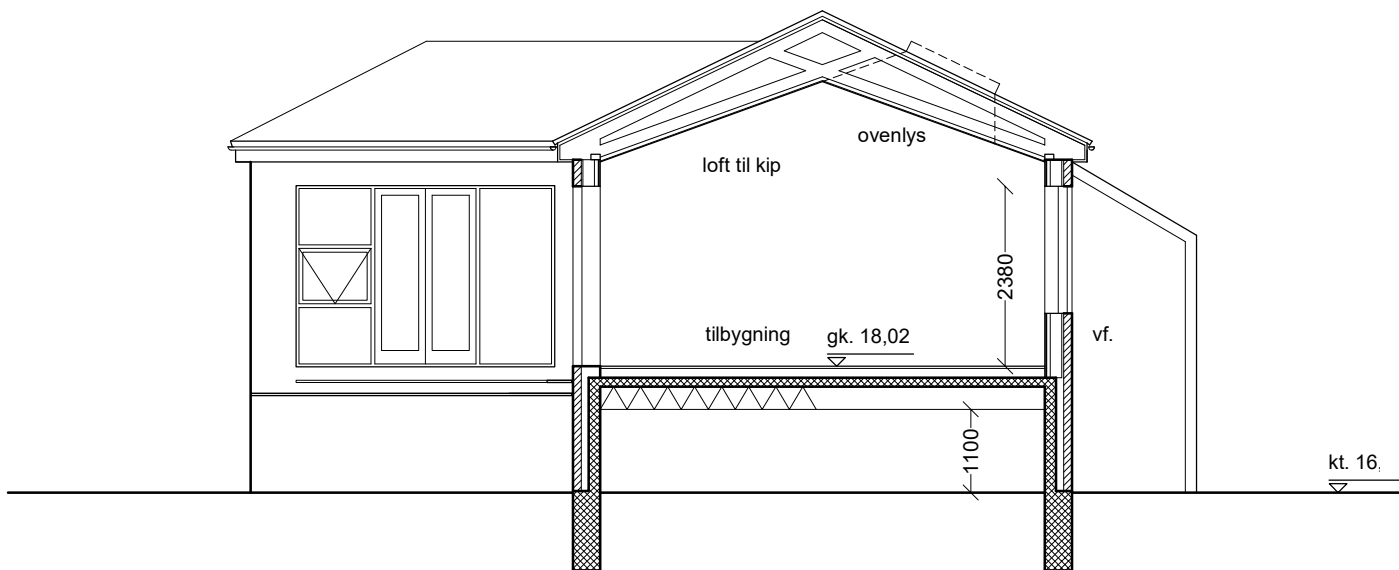 ovenlys
loft til kip
2380
tilbygning
gk. 18,02
vf.
1100
kt. 16,